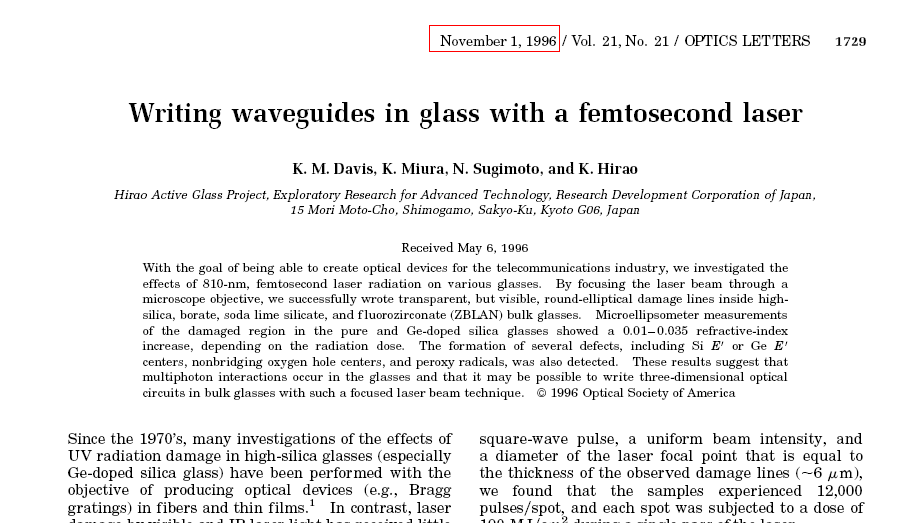 November 1, 1996 / Vol. 21, No. 21 / OPTICS LETTERS 1729
Writing waveguides in glass with a femtosecond laser
K. M. Davis, K. Miura, N. Sugimoto, and K. Hirao
Hirao Active Glass Project, Exploratory Research for Advanced Technology, Research Development Corporation of Japan,
15 Mori Moto-Cho, Shimogamo, Sakyo-Ku, Kyoto G06, Japan
Received May 6, 1996
With the goal of being able to create optical devices for the telecommunications industry, we investigated the
effects of 810-nm, femtosecond laser radiation on various glasses. By focusing the laser beam through a
microscope objective, we successfully wrote transparent, but visible, round-elliptical damage lines inside high-
silica, borate, soda lime silicate, and fluorozirconate (ZBLAN) bulk glasses. Microellipsometer measurements
of the damaged region in the pure and Ge-doped silica glasses showed a 0.01–0.035 refractive-index
increase, depending on the radiation dose. The formation of several defects, including Si E′ or Ge E′
centers, nonbridging oxygen hole centers, and peroxy radicals, was also detected. These results suggest that
multiphoton interactions occur in the glasses and that it may be possible to write three-dimensional optical
circuits in bulk glasses with such a focused laser beam technique. © 1996 Optical Society of America
Since the 1970's, many investigations of the effects of
UV radiation damage in high-silica glasses (especially
Ge-doped silica glass) have been performed with the
objective of producing optical devices (e.g., Bragg
gratings) in fibers and thin films.¹ In contrast, laser
damage by visible and IR laser light has received little
square-wave pulse, a uniform beam intensity, and
a diameter of the laser focal point that is equal to
the thickness of the observed damage lines (~6 μm),
we found that the samples experienced 12,000
pulses/spot, and each spot was subjected to a dose of
during a single pass of the laser